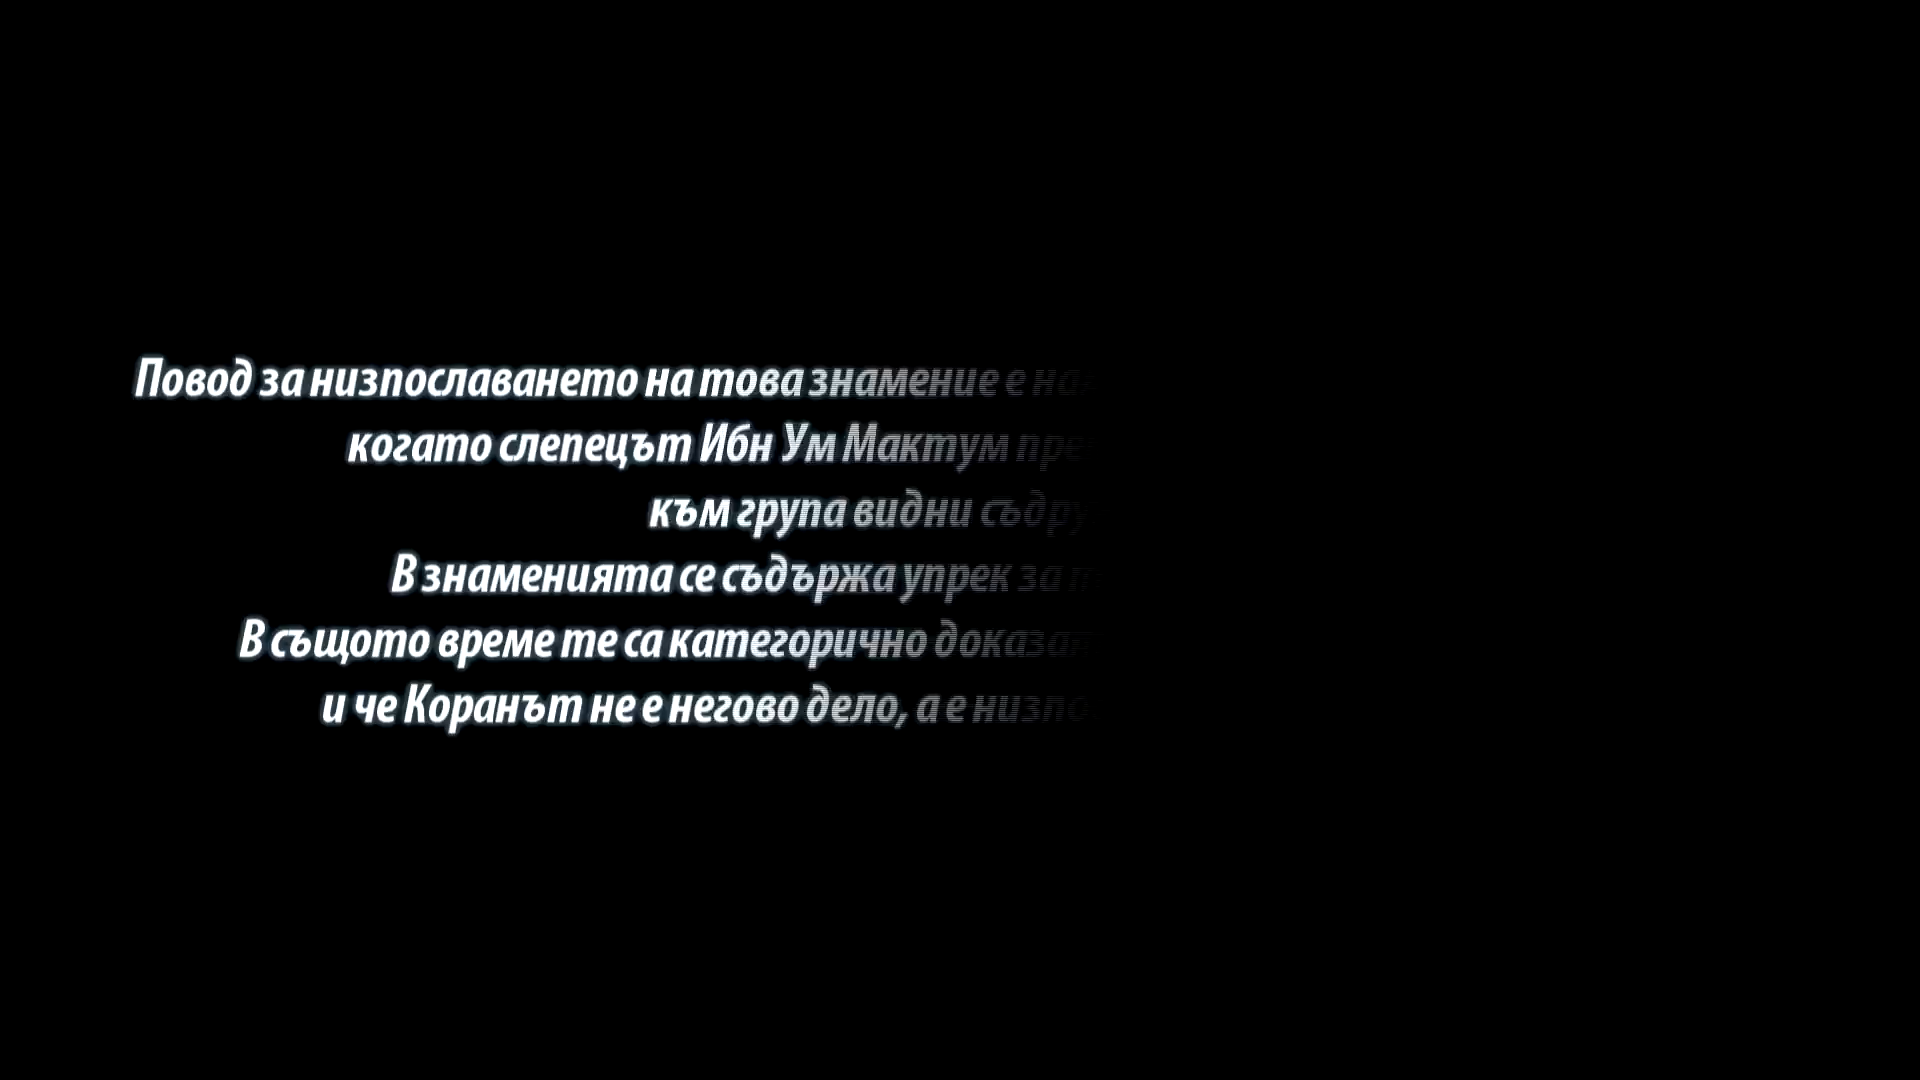 Повод за низпославането на това знамение е
когато слепецът Ибн Ум Мактум
към група видни
В знаменията се съдържа упрек за
В същото време те са категорично
и че Коранът не е негово дело, а е